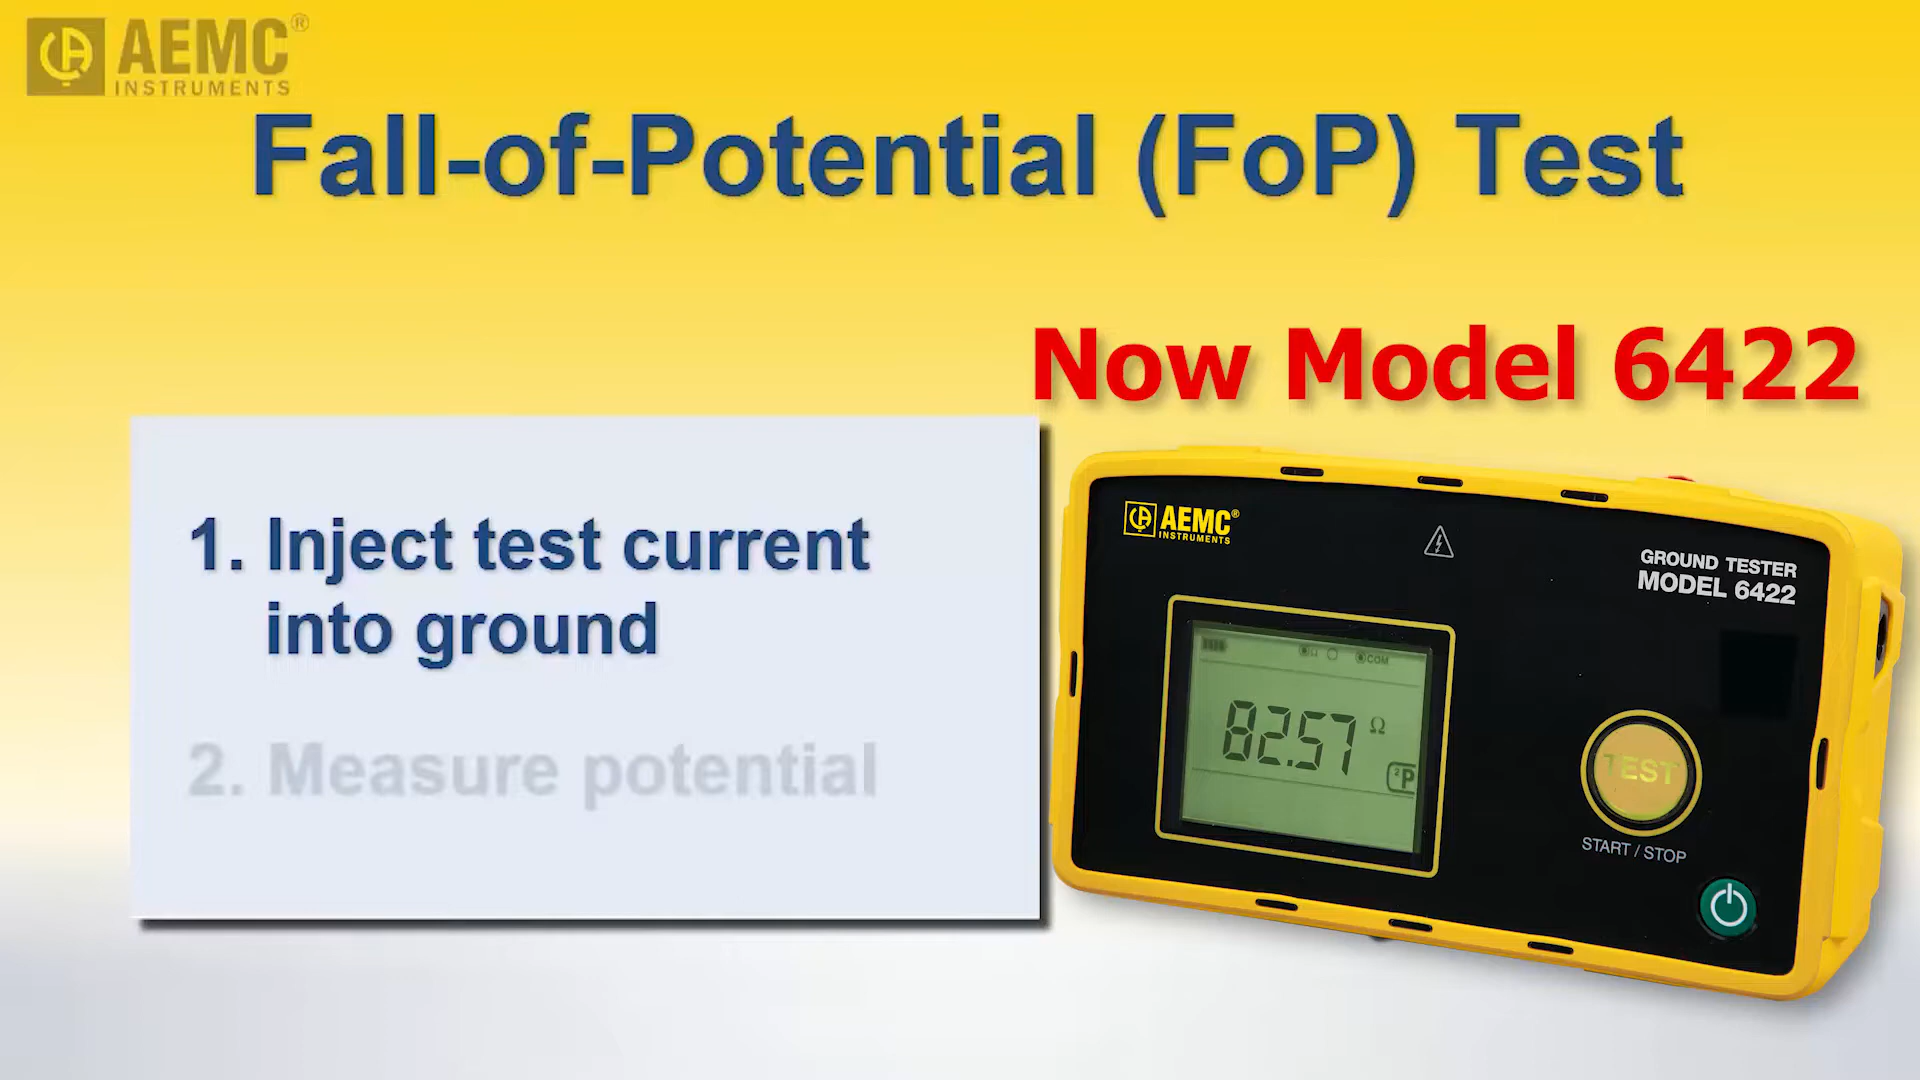 AEMC®
INSTRUMENTS
Fall-of-Potential (FoP) Test
Now Model 6422
1. Inject test current
into ground
2. Measure potential
AEMC®
INSTRUMENTS
GROUND TESTER
MODEL 6422
COM
82.57 Ω
2P
TEST
START / STOP